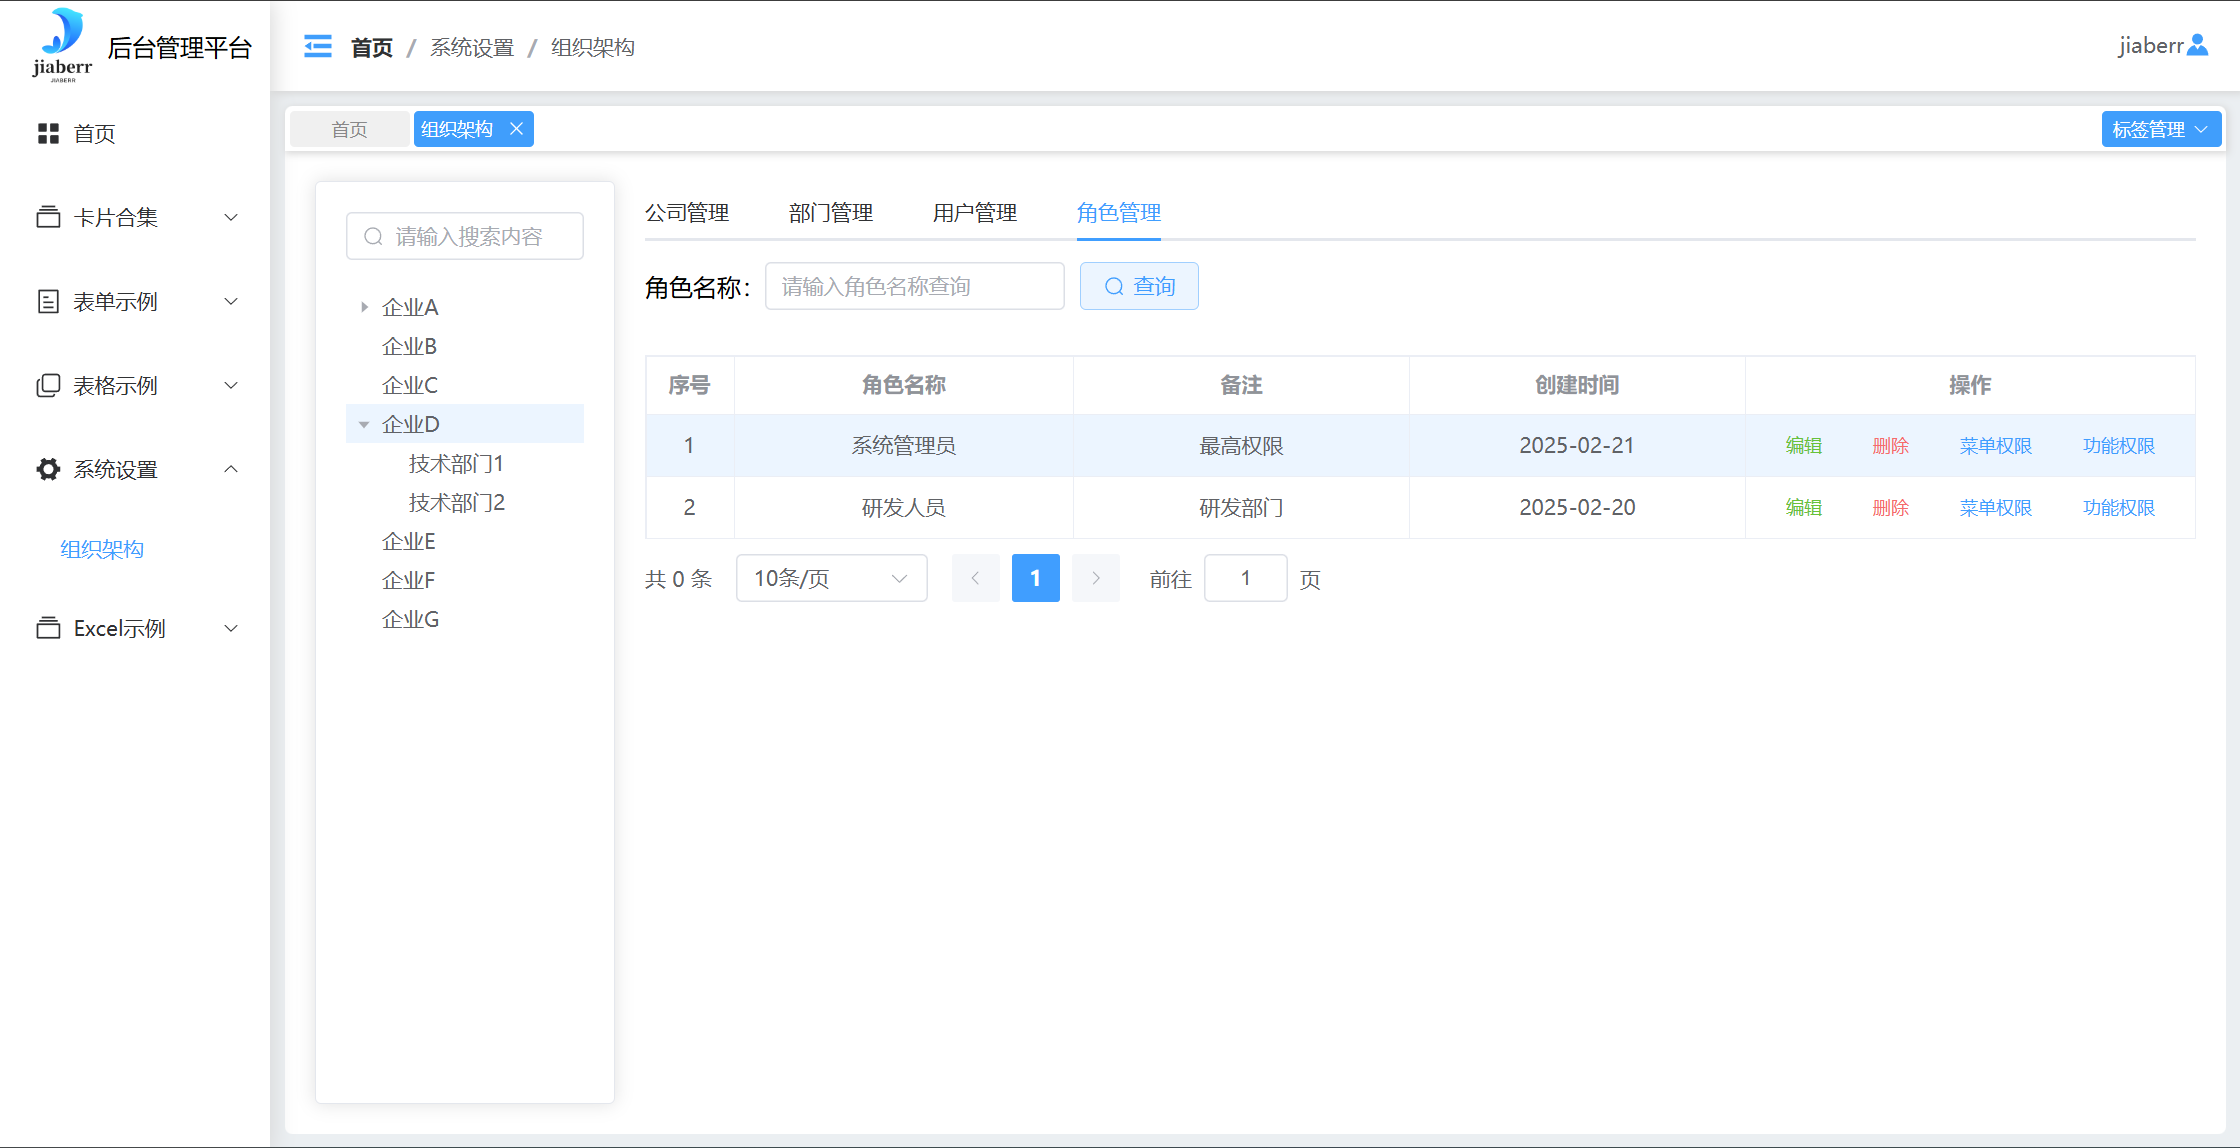 jiaberr
JIABERR
后台管理平台
首页
卡片合集
表单示例
表格示例
系统设置
组织架构
Excel示例
首页 / 系统设置 / 组织架构
jiaberr
首页
组织架构
标签管理
请输入搜索内容
企业A
企业B
企业C
企业D
技术部门1
技术部门2
企业E
企业F
企业G
公司管理 部门管理 用户管理 角色管理
角色名称： 请输入角色名称查询 查询
序号 角色名称 备注 创建时间 操作
1 系统管理员 最高权限 2025-02-21 编辑 删除 菜单权限 功能权限
2 研发人员 研发部门 2025-02-20 编辑 删除 菜单权限 功能权限
共 0 条 10条/页 1 前往 1 页